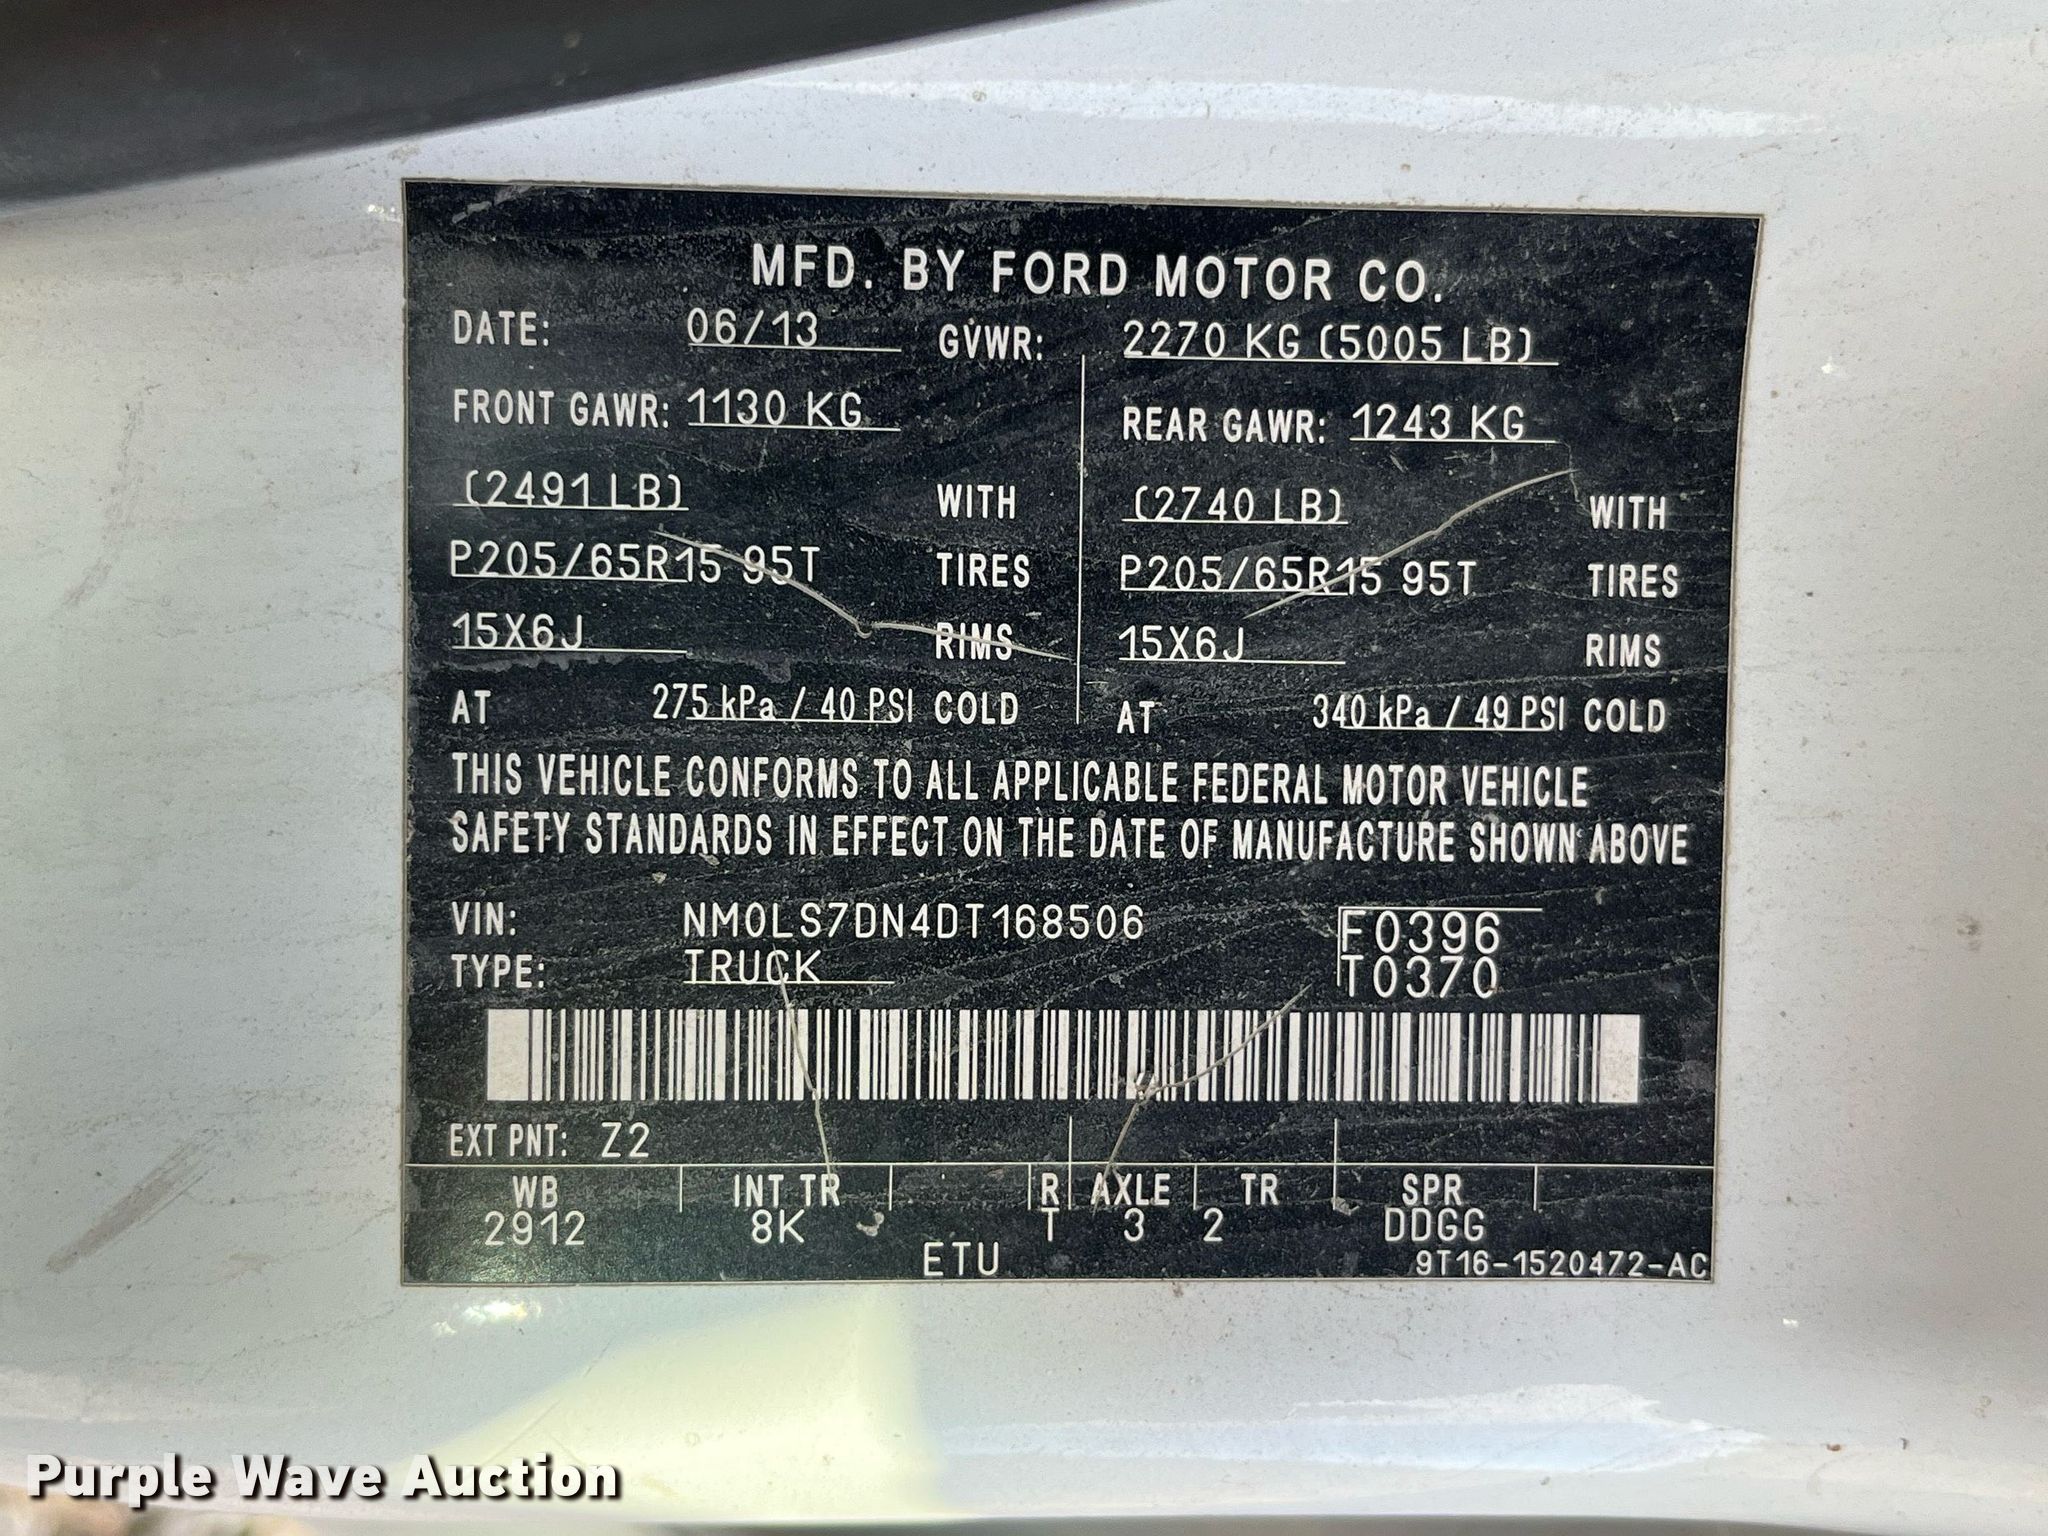 MFD. BY FORD MOTOR CO.
DATE: 06/13 GVWR: 2270 KG (5005 LB)
FRONT GAWR: 1130 KG REAR GAWR: 1243 KG
(2491 LB) WITH (2740 LB) WITH
P205/65R15 95T TIRES P205/65R15 95T TIRES
15X6J RIMS 15X6J RIMS
AT 275 kPa / 40 PSI COLD AT 340 kPa / 49 PSI COLD
THIS VEHICLE CONFORMS TO ALL APPLICABLE FEDERAL MOTOR VEHICLE
SAFETY STANDARDS IN EFFECT ON THE DATE OF MANUFACTURE SHOWN ABOVE
VIN: NM0LS7DN4DT168506 F0396
TYPE: TRUCK T0370
EXT PNT: Z2
WB INT TR R AXLE TR SPR
2912 8K T 3 2 DDGG
ETU 9T16-1520472-AC
Purple Wave Auction